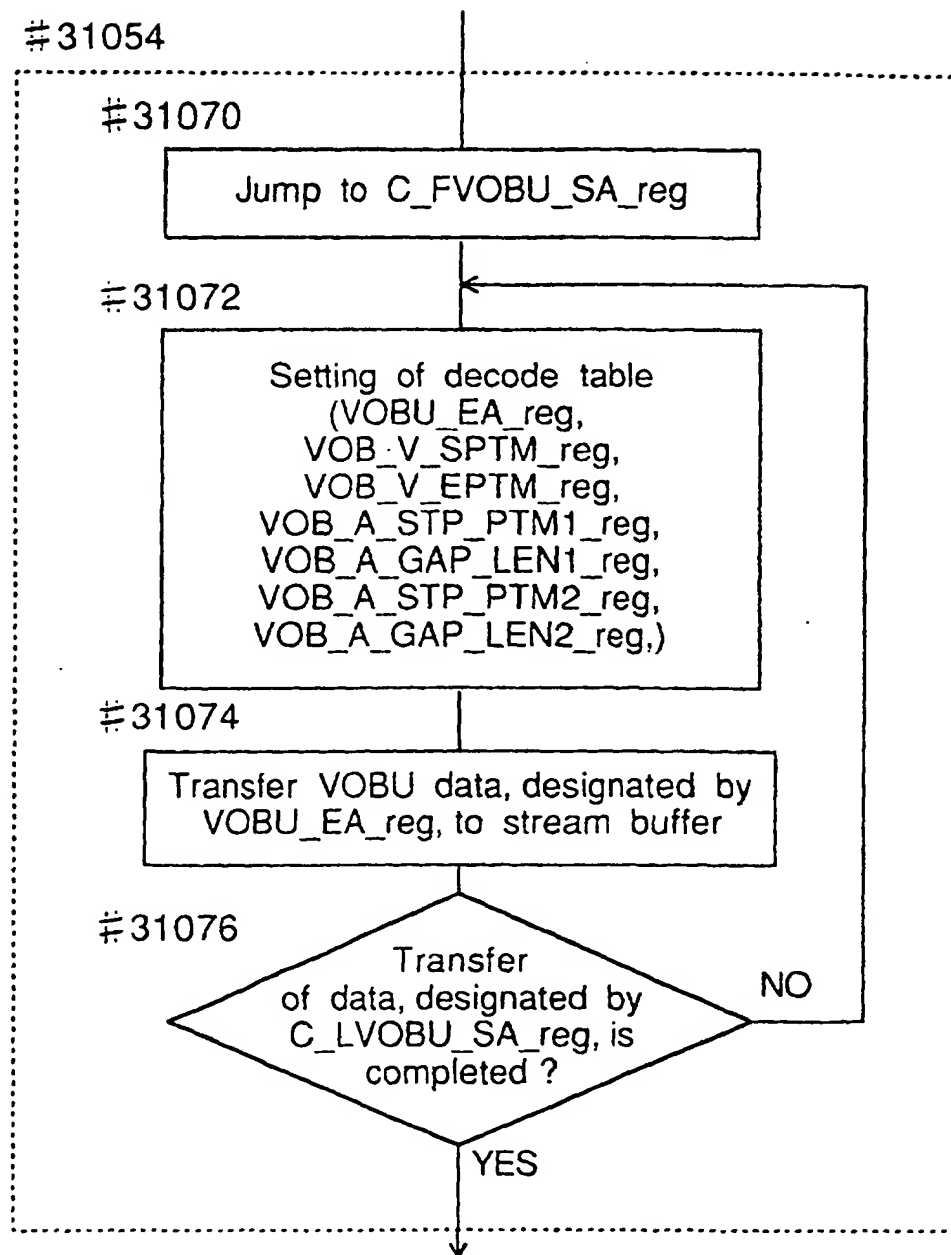 #31054
#31070
Jump to C_FVOBU_SA_reg
#31072
Setting of decode table
(VOBU_EA_reg,
VOB_V_SPTM_reg,
VOB_V_EPTM_reg,
VOB_A_STP_PTM1_reg,
VOB_A_GAP_LEN1_reg,
VOB_A_STP_PTM2_reg,
VOB_A_GAP_LEN2_reg,)
#31074
Transfer VOBU data, designated by
VOBU_EA_reg, to stream buffer
#31076
Transfer
of data, designated by
C_LVOBU_SA_reg, is
completed ?
NO
YES